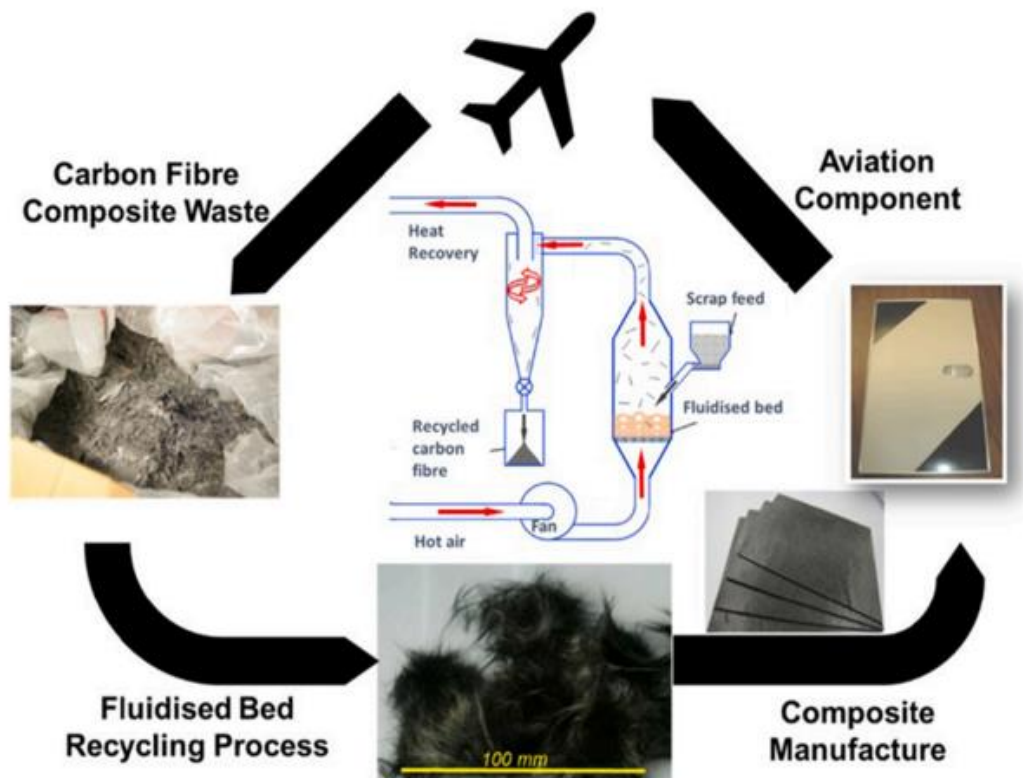 Carbon Fibre
Composite Waste
Aviation
Component
Heat
Recovery
Scrap feed
Fluidised bed
Recycled
carbon
fibre
Fan
Hot air
100 mm
Fluidised Bed
Recycling Process
Composite
Manufacture